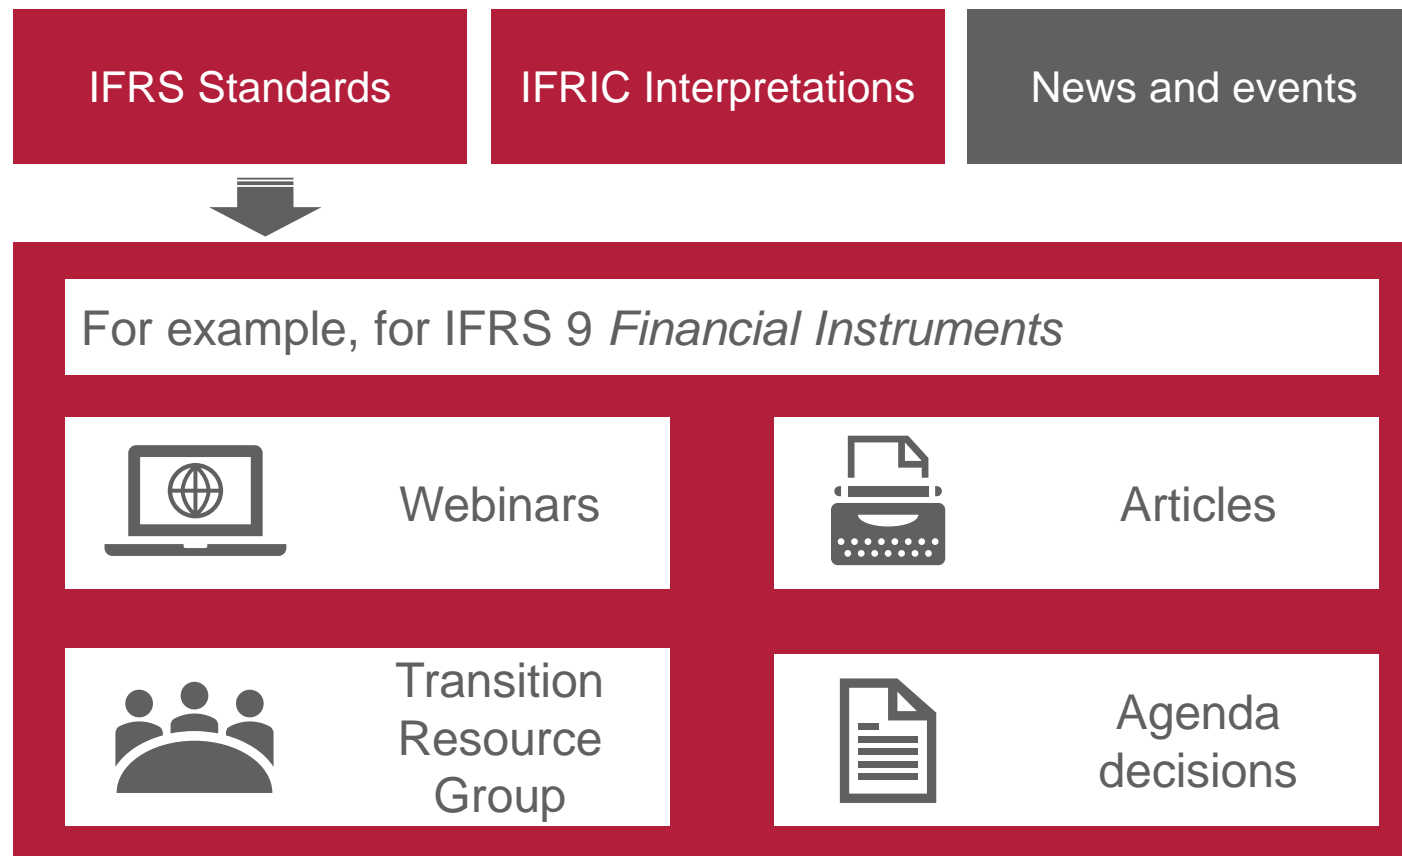 IFRS Standards
IFRIC Interpretations
News and events
For example, for IFRS 9 Financial Instruments
Webinars
Articles
Transition
Resource
Group
Agenda
decisions